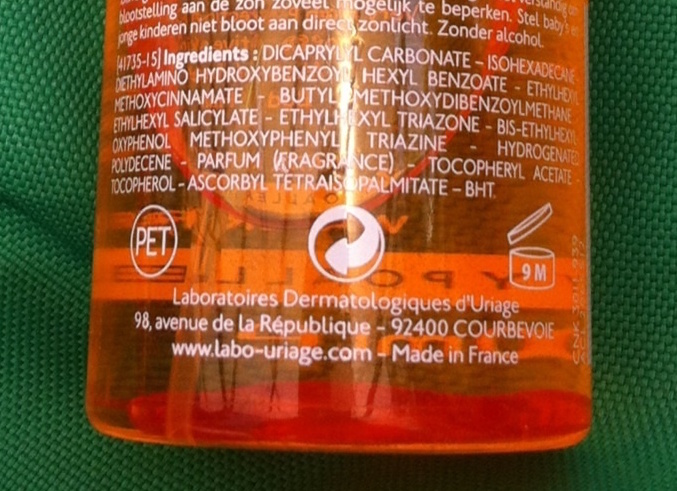 blootstelling aan de zon zoveel mogelijk te beperken. Stel baby's en
jonge kinderen niet bloot aan direct zonlicht. Zonder alcohol.
[41735-15] Ingredients : DICAPRYLYL CARBONATE – ISOHEXADECANE
DIETHYLAMINO HYDROXYBENZOYL HEXYL BENZOATE - ETHYLHEXYL
METHOXYCINNAMATE - BUTYL METHOXYDIBENZOYLMETHANE
ETHYLHEXYL SALICYLATE - ETHYLHEXYL TRIAZONE - BIS-ETHYLHEXYL
OXYPHENOL METHOXYPHENYL TRIAZINE - HYDROGENATED
POLYDECENE - PARFUM (FRAGRANCE) - TOCOPHERYL ACETATE -
TOCOPHEROL - ASCORBYL TETRAISOPALMITATE – BHT.
PET
9 M
Laboratoires Dermatologiques d'Uriage
98, avenue de la République - 92400 COURBEVOIE
www.labo-uriage.com - Made in France